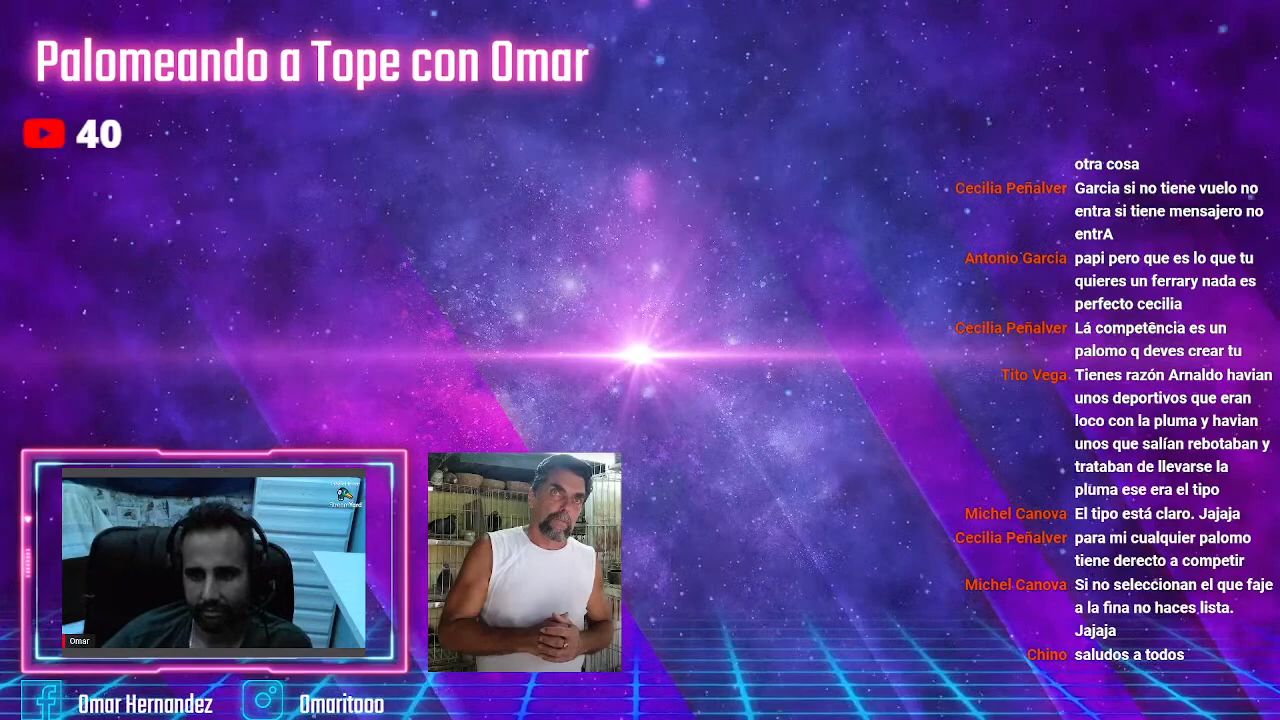 Palomeando a Tope con Omar
40
otra cosa
Cecilia Peñalver Garcia si no tiene vuelo no
entra si tiene mensajero no
entrA
Antonio Garcia papi pero que es lo que tu
quieres un ferrary nada es
perfecto cecilia
Cecilia Peñalver Lá competência es un
palomo q deves crear tu
Tito Vega Tienes razón Arnaldo havian
unos deportivos que eran
loco con la pluma y havian
unos que salían rebotaban y
trataban de llevarse la
pluma ese era el tipo
Michel Canova El tipo está claro. Jajaja
Cecilia Peñalver para mi cualquier palomo
tiene derecto a competir
Michel Canova Si no seleccionan el que faje
a la fina no haces lista.
Jajaja
Chino saludos a todos
StreamYard
Omar
Omar Hernandez
Omaritooo